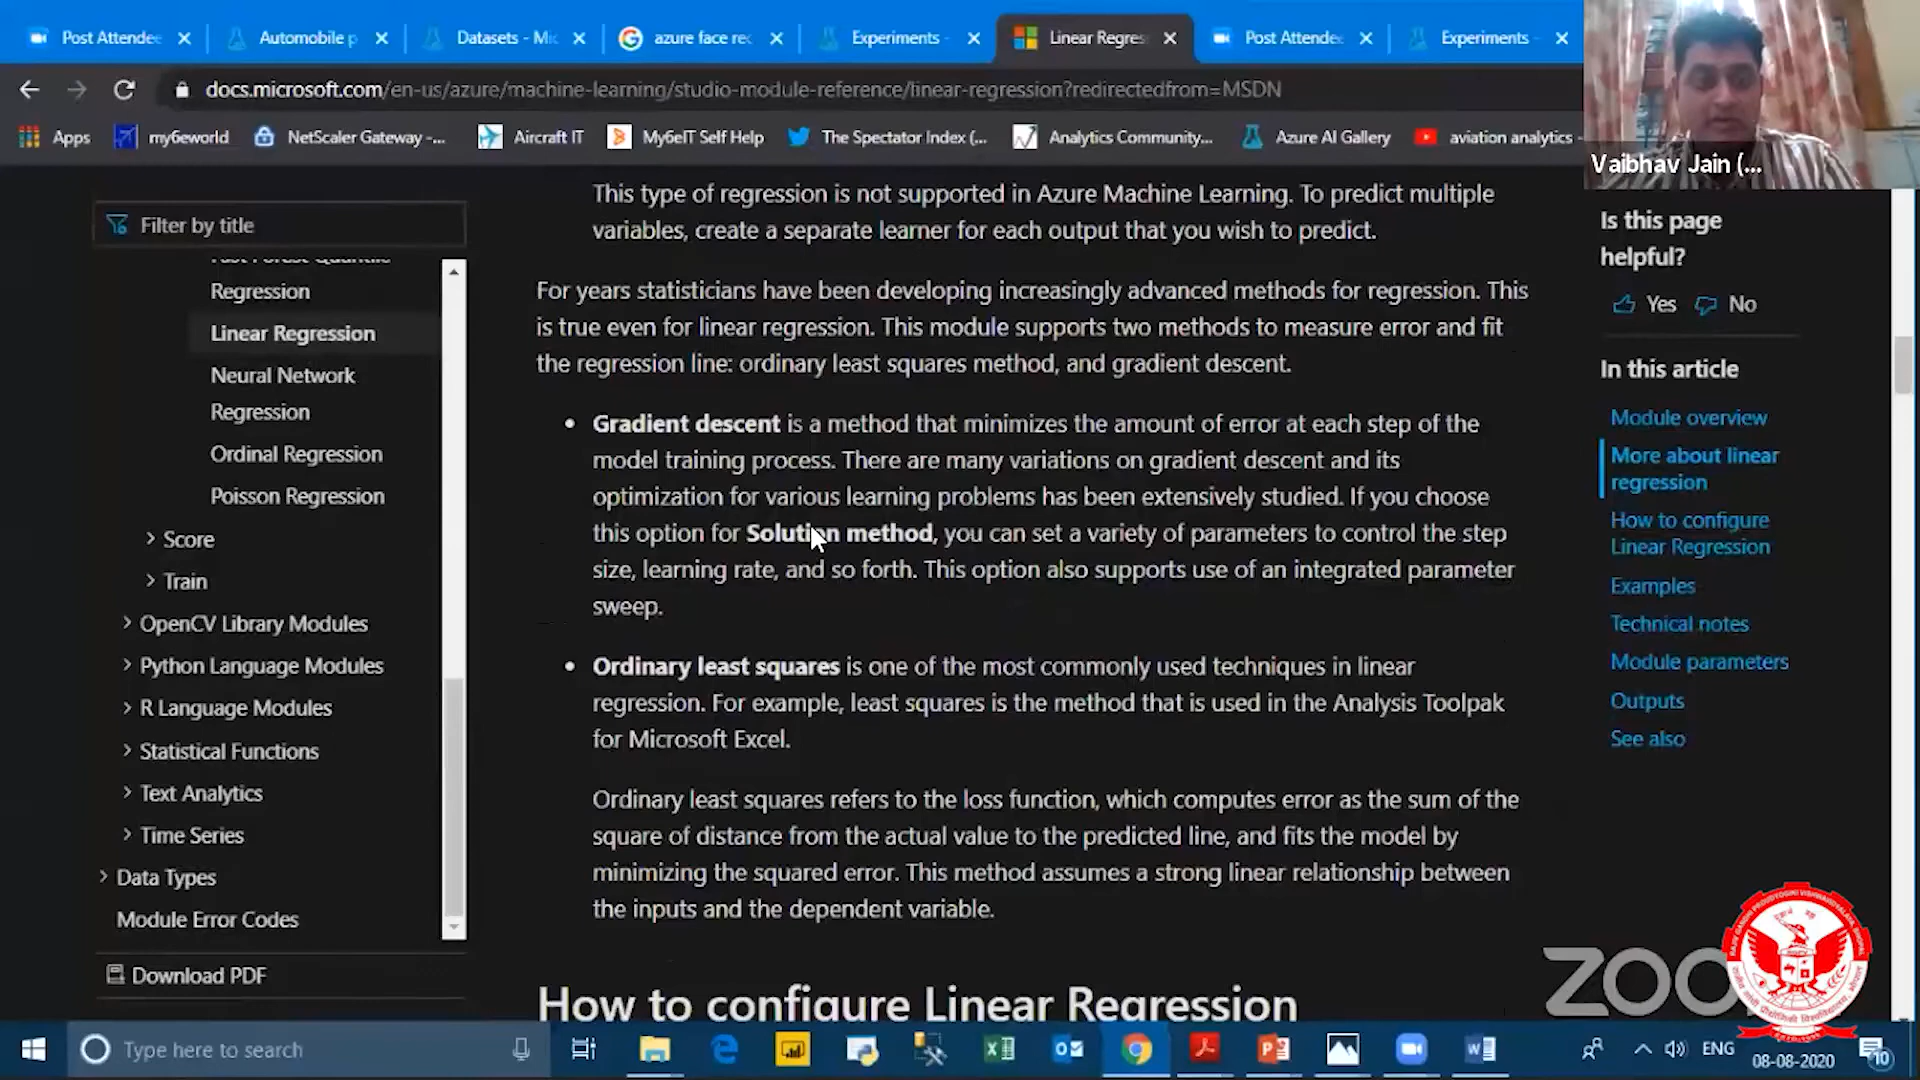 Post Attendee
Automobile p
Datasets - Mic
azure face rec
Experiments -
Linear Regres
Post Attendee
Experiments -
docs.microsoft.com/en-us/azure/machine-learning/studio-module-reference/linear-regression?redirectedfrom=MSDN
Apps
my6eworld
NetScaler Gateway -...
Aircraft IT
My6eIT Self Help
The Spectator Index (...
Analytics Community...
Azure AI Gallery
aviation analytics -
Vaibhav Jain (...
Filter by title
Fast Forest Quantile
Regression
Linear Regression
Neural Network
Regression
Ordinal Regression
Poisson Regression
Score
Train
OpenCV Library Modules
Python Language Modules
R Language Modules
Statistical Functions
Text Analytics
Time Series
Data Types
Module Error Codes
Download PDF
This type of regression is not supported in Azure Machine Learning. To predict multiple
variables, create a separate learner for each output that you wish to predict.
For years statisticians have been developing increasingly advanced methods for regression. This
is true even for linear regression. This module supports two methods to measure error and fit
the regression line: ordinary least squares method, and gradient descent.
• Gradient descent is a method that minimizes the amount of error at each step of the
model training process. There are many variations on gradient descent and its
optimization for various learning problems has been extensively studied. If you choose
this option for Solution method, you can set a variety of parameters to control the step
size, learning rate, and so forth. This option also supports use of an integrated parameter
sweep.
• Ordinary least squares is one of the most commonly used techniques in linear
regression. For example, least squares is the method that is used in the Analysis Toolpak
for Microsoft Excel.
Ordinary least squares refers to the loss function, which computes error as the sum of the
square of distance from the actual value to the predicted line, and fits the model by
minimizing the squared error. This method assumes a strong linear relationship between
the inputs and the dependent variable.
How to configure Linear Regression
Is this page
helpful?
Yes No
In this article
Module overview
More about linear
regression
How to configure
Linear Regression
Examples
Technical notes
Module parameters
Outputs
See also
zoo
Type here to search
ENG
08-08-2020
10